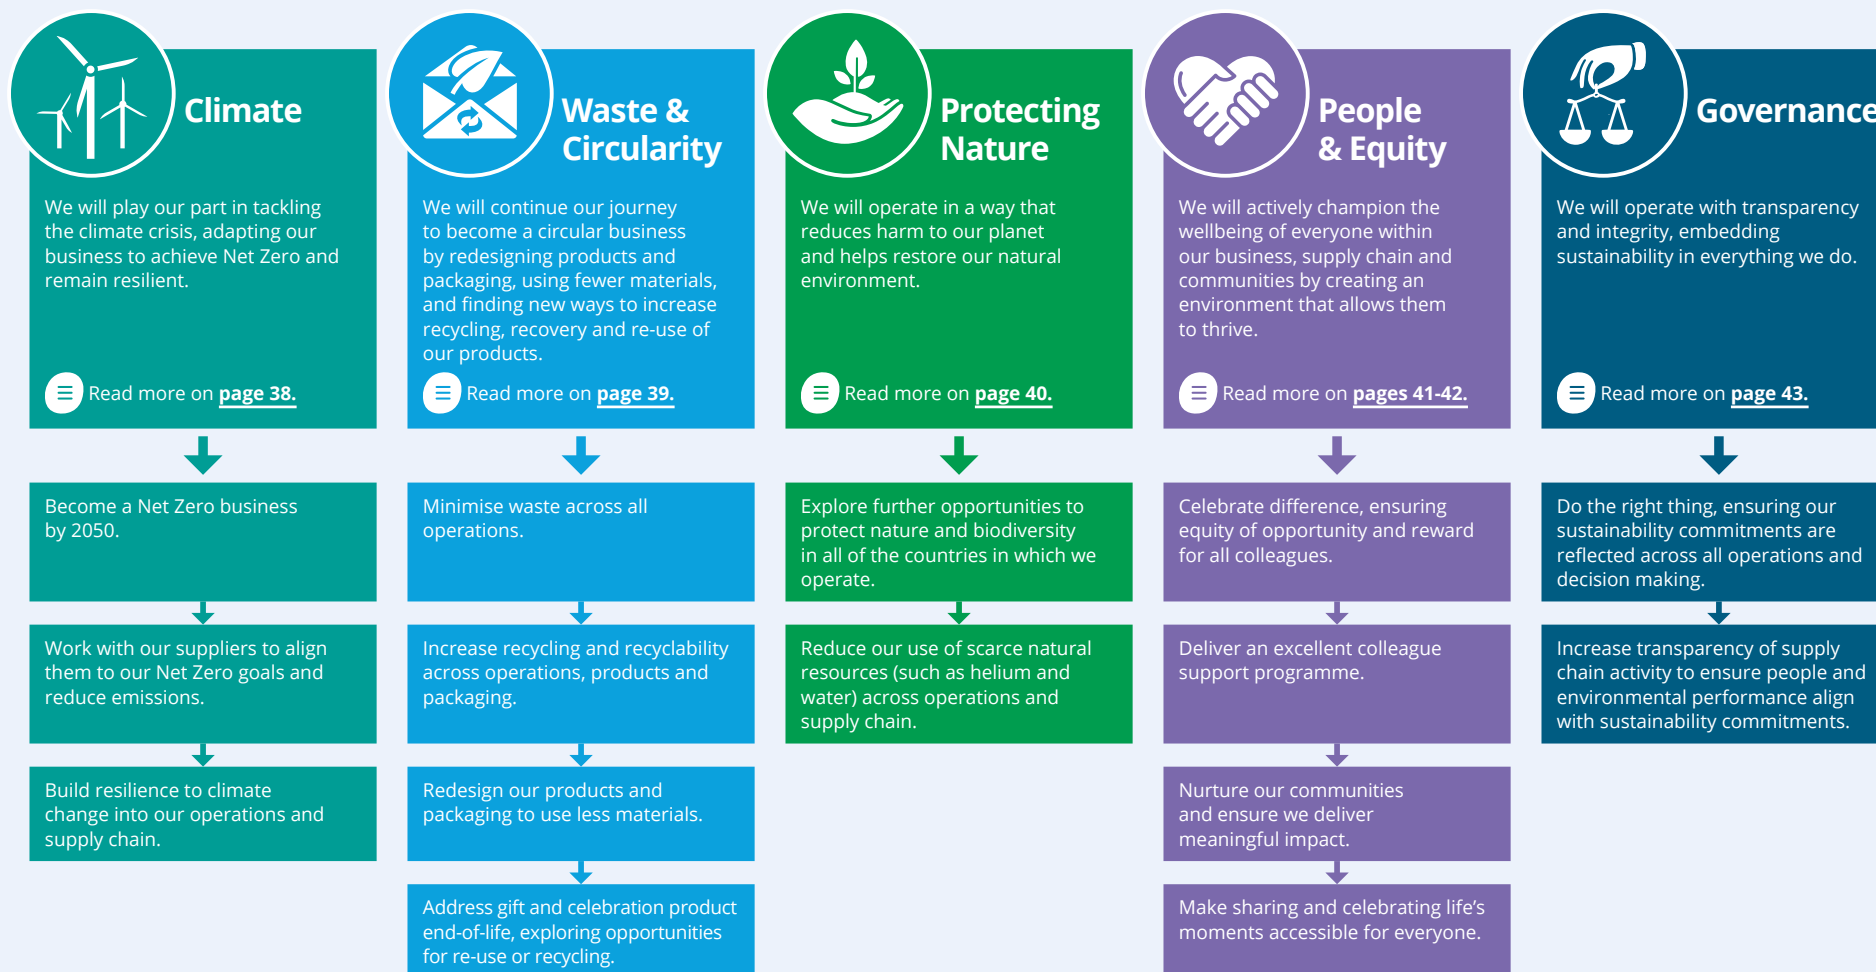 Climate
We will play our part in tackling
the climate crisis, adapting our
business to achieve Net Zero and
remain resilient.
Read more on page 38.
Become a Net Zero business
by 2050.
Work with our suppliers to align
them to our Net Zero goals and
reduce emissions.
Build resilience to climate
change into our operations and
supply chain.
Waste &
Circularity
We will continue our journey
to become a circular business
by redesigning products and
packaging, using fewer materials,
and finding new ways to increase
recycling, recovery and re-use of
our products.
Read more on page 39.
Minimise waste across all
operations.
Increase recycling and recyclability
across operations, products and
packaging.
Redesign our products and
packaging to use less materials.
Address gift and celebration product
end-of-life, exploring opportunities
for re-use or recycling.
Protecting
Nature
We will operate in a way that
reduces harm to our planet
and helps restore our natural
environment.
Read more on page 40.
Explore further opportunities to
protect nature and biodiversity
in all of the countries in which we
operate.
Reduce our use of scarce natural
resources (such as helium and
water) across operations and
supply chain.
People
& Equity
We will actively champion the
wellbeing of everyone within
our business, supply chain and
communities by creating an
environment that allows them
to thrive.
Read more on pages 41-42.
Celebrate difference, ensuring
equity of opportunity and reward
for all colleagues.
Deliver an excellent colleague
support programme.
Nurture our communities
and ensure we deliver
meaningful impact.
Make sharing and celebrating life’s
moments accessible for everyone.
Governance
We will operate with transparency
and integrity, embedding
sustainability in everything we do.
Read more on page 43.
Do the right thing, ensuring our
sustainability commitments are
reflected across all operations and
decision making.
Increase transparency of supply
chain activity to ensure people and
environmental performance align
with sustainability commitments.